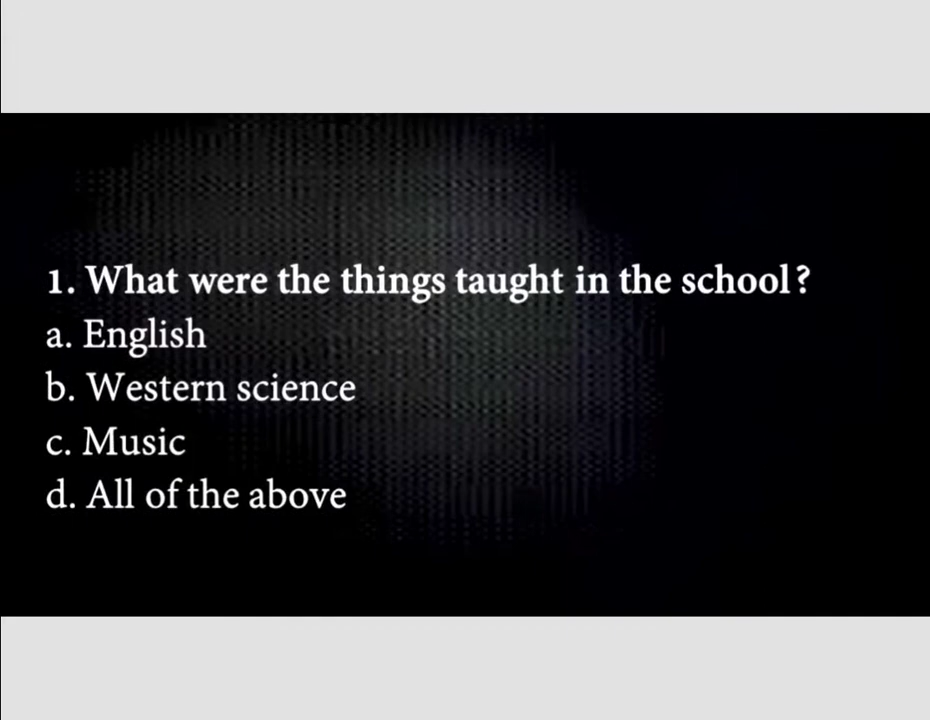 1. What were the things taught in the school?
a. English
b. Western science
c. Music
d. All of the above